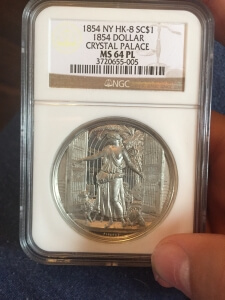 1854 NY HK-8 SC$1
1854 DOLLAR
CRYSTAL PALACE
MS 64 PL
3720655-005
NGC